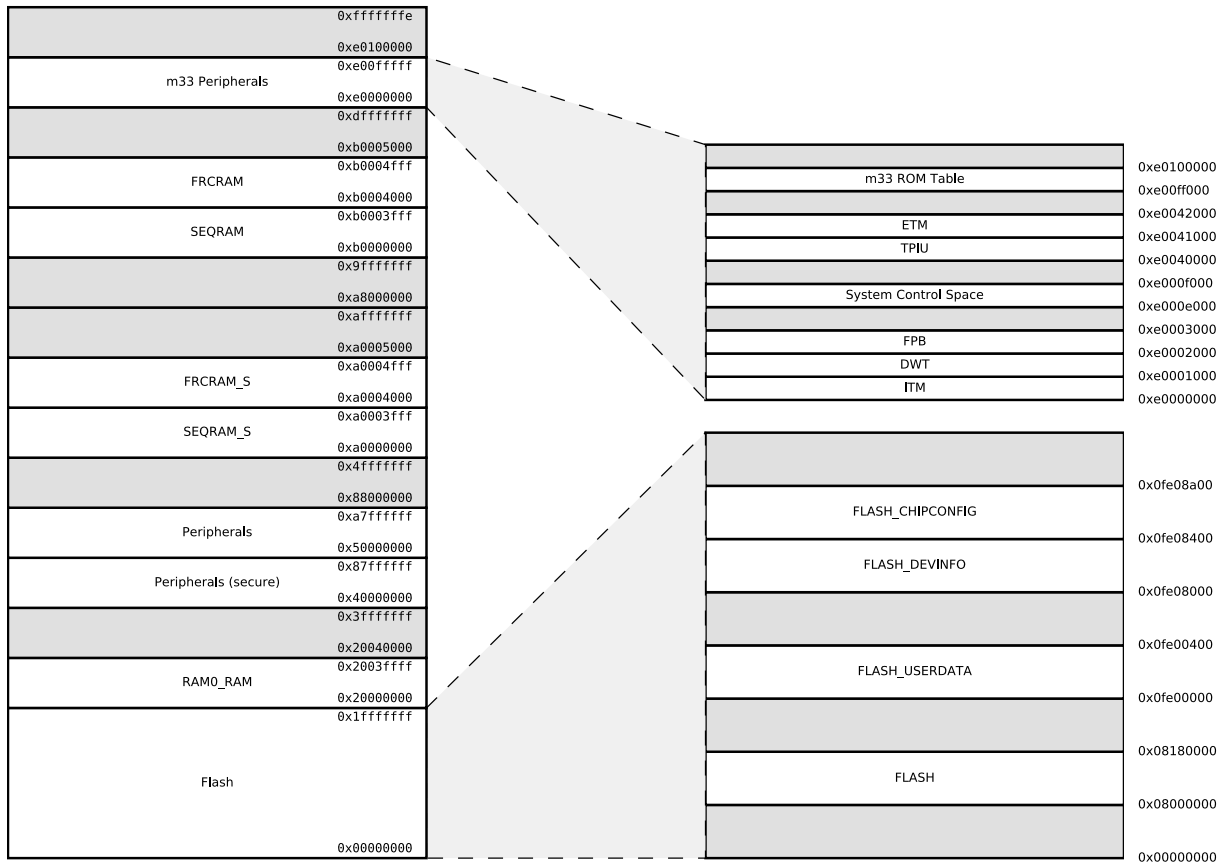 0xfffffffe
0xe0100000
0xe00fffff
m33 Peripherals
0xe0000000
0xdfffffff
0xb0005000
0xb0004fff
FRCRAM
0xb0004000
0xb0003fff
SEQRAM
0xb0000000
0x9fffffff
0xa8000000
0xafffffff
0xa0005000
0xa0004fff
FRCRAM_S
0xa0004000
0xa0003fff
SEQRAM_S
0xa0000000
0x4fffffff
0x88000000
0xa7ffffff
Peripherals
0x50000000
0x87ffffff
Peripherals (secure)
0x40000000
0x3fffffff
0x20040000
0x2003ffff
RAM0_RAM
0x20000000
0x1fffffff
Flash
0x00000000
0xe0100000
m33 ROM Table
0xe00ff000
0xe0042000
ETM
0xe0041000
TPIU
0xe0040000
0xe000f000
System Control Space
0xe000e000
0xe0003000
FPB
0xe0002000
DWT
0xe0001000
ITM
0xe0000000
0x0fe08a00
FLASH_CHIPCONFIG
0x0fe08400
FLASH_DEVINFO
0x0fe08000
0x0fe00400
FLASH_USERDATA
0x0fe00000
0x08180000
FLASH
0x08000000
0x00000000